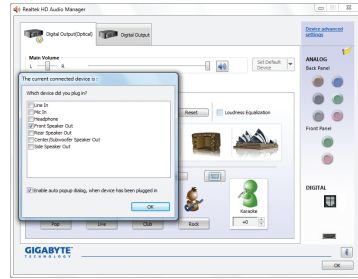 Realtek HD Audio Manager
Digital Output(Optical)
Digital Output
Device advanced settings
Main Volume
L
R
Set Default Device
ANALOG
Back Panel
The current connected device is :
Which device did you plug in?
Line In
Mic In
Headphone
Front Speaker Out
Rear Speaker Out
Center/Subwoofer Speaker Out
Side Speaker Out
Enable auto popup dialog, when device has been plugged in
OK
Reset
Loudness Equalization
Front Panel
DIGITAL
Karaoke
+0
Pop
Live
Club
Rock
GIGABYTE
TECHNOLOGY
OK